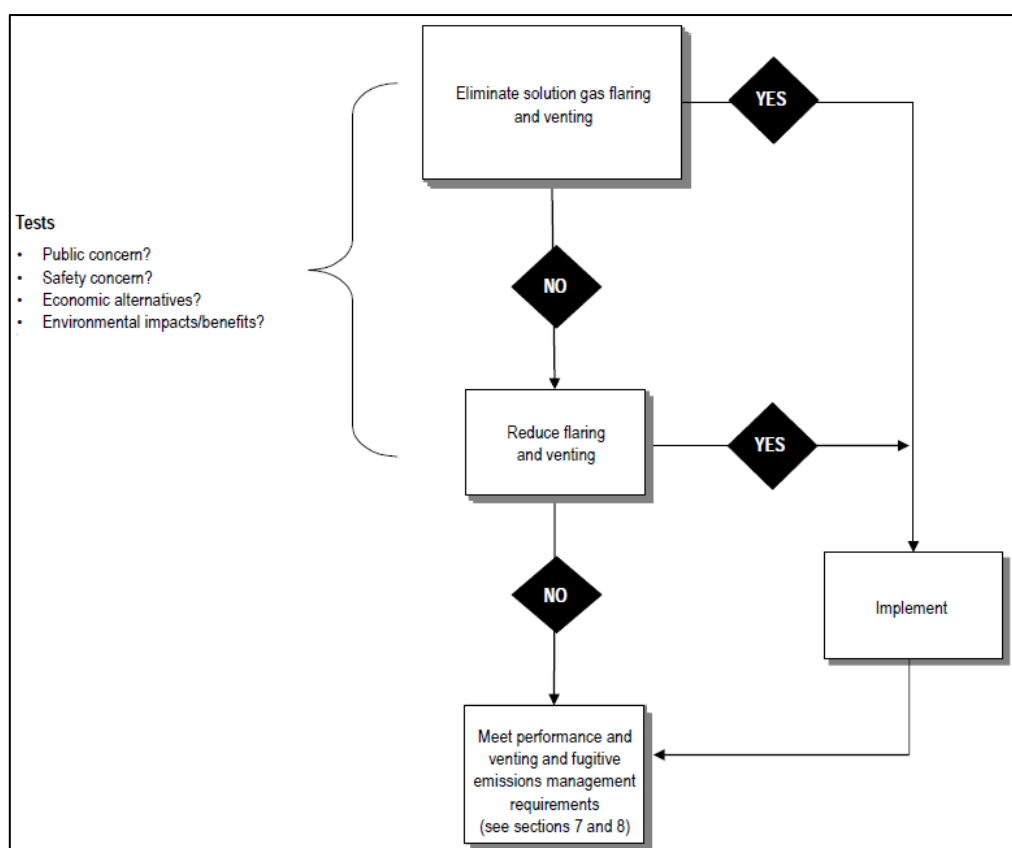 Eliminate solution gas flaring
and venting
YES
Tests
• Public concern?
• Safety concern?
• Economic alternatives?
• Environmental impacts/benefits?
NO
Reduce flaring
and venting
YES
NO
Implement
Meet performance and
venting and fugitive
emissions management
requirements
(see sections 7 and 8)